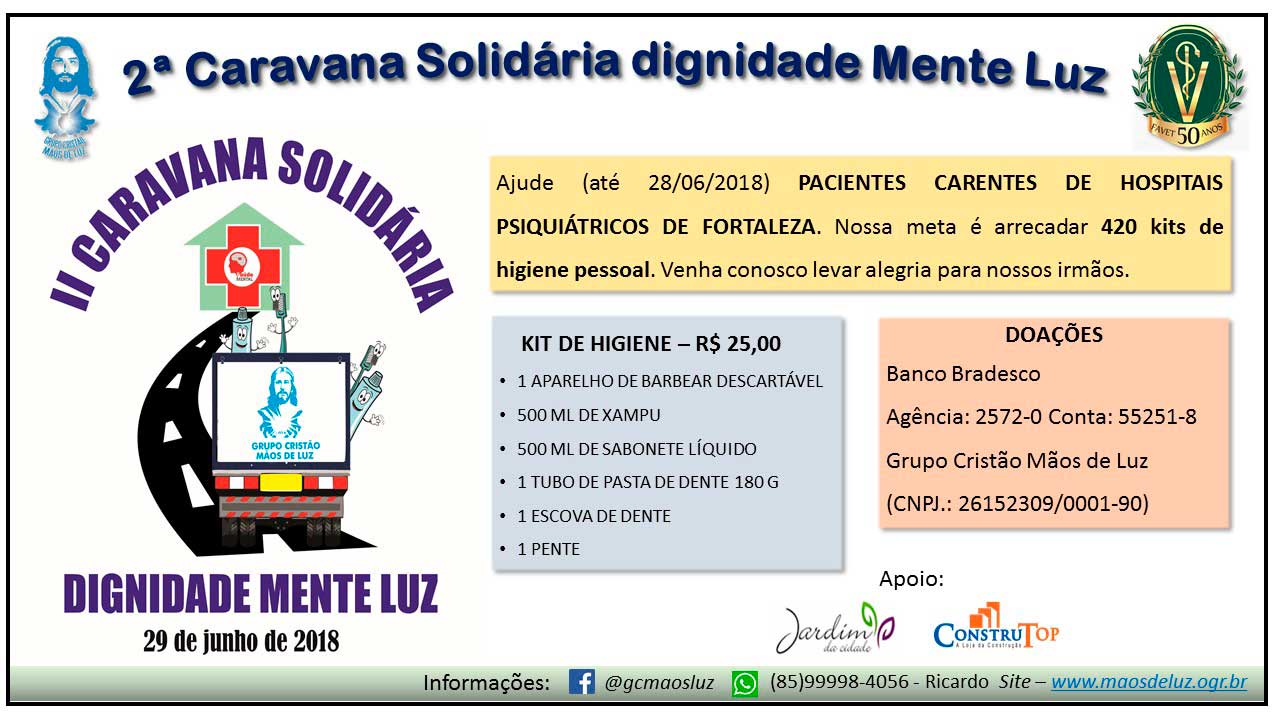 2ª Caravana Solidária dignidade Mente Luz
GRUPO CRISTÃO
MÃOS DE LUZ
V
FAVET 50 ANOS
II CARAVANA SOLIDÁRIA
Saúde
MENTAL
GRUPO CRISTÃO
MÃOS DE LUZ
DIGNIDADE MENTE LUZ
29 de junho de 2018
Ajude (até 28/06/2018) PACIENTES CARENTES DE HOSPITAIS
PSIQUIÁTRICOS DE FORTALEZA. Nossa meta é arrecadar 420 kits de
higiene pessoal. Venha conosco levar alegria para nossos irmãos.
KIT DE HIGIENE – R$ 25,00
• 1 APARELHO DE BARBEAR DESCARTÁVEL
• 500 ML DE XAMPU
• 500 ML DE SABONETE LÍQUIDO
• 1 TUBO DE PASTA DE DENTE 180 G
• 1 ESCOVA DE DENTE
• 1 PENTE
DOAÇÕES
Banco Bradesco
Agência: 2572-0 Conta: 55251-8
Grupo Cristão Mãos de Luz
(CNPJ.: 26152309/0001-90)
Apoio:
Jardim
da cidade
CONSTRUTOP
A Loja da Construção
Informações: @gcmaosluz (85)99998-4056 - Ricardo Site – www.maosdeluz.ogr.br